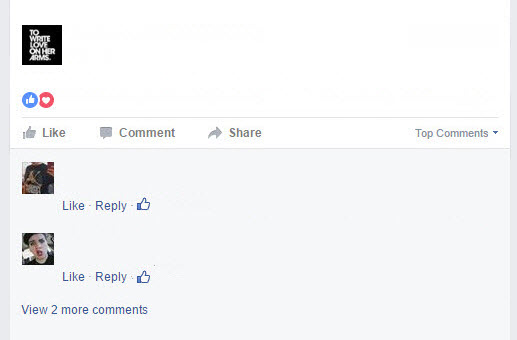 TO
WRITE
LOVE
ON HER
ARMS.
Like Comment Share Top Comments
Like · Reply ·
Like · Reply ·
View 2 more comments